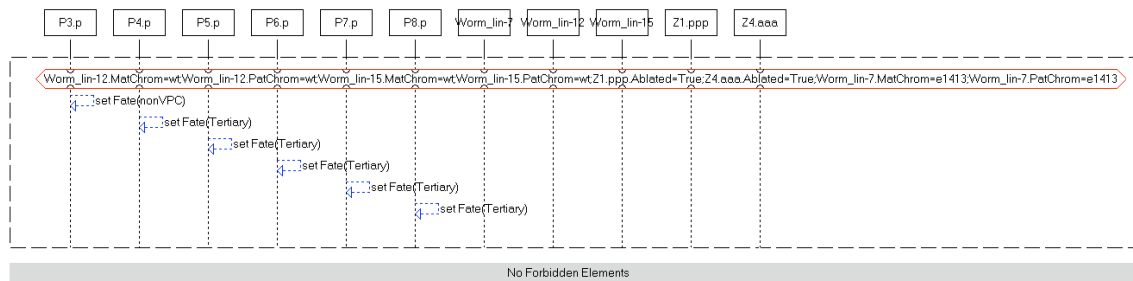 P3.p P4.p P5.p P6.p P7.p P8.p Worm_lin-7 Worm_lin-12 Worm_lin-15 Z1.ppp Z4.aaa
Worm_lin-12.MatChrom=wt;Worm_lin-12.PatChrom=wt;Worm_lin-15.MatChrom=wt;Worm_lin-15.PatChrom=wt;Z1.ppp.Ablated=True;Z4.aaa.Ablated=True;Worm_lin-7.MatChrom=e1413;Worm_lin-7.PatChrom=e1413
set Fate(nonVPC)
set Fate(Tertiary)
set Fate(Tertiary)
set Fate(Tertiary)
set Fate(Tertiary)
set Fate(Tertiary)
No Forbidden Elements